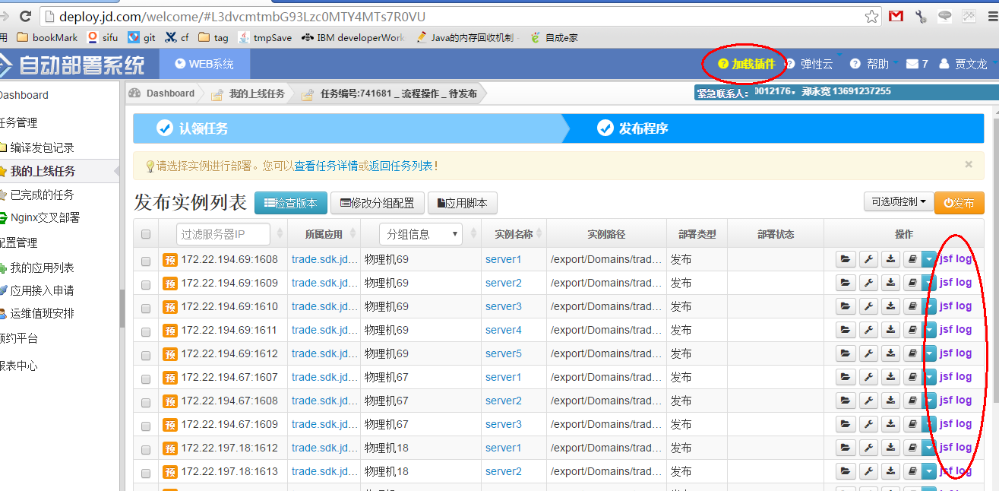 deploy.jd.com/welcome/#L3dvcmtmbG93Lzc0MTY4MTs7R0VU
用 bookMark sifu git cf tag tmpSave IBM developerWork Java的内存回收机制 自成e家
自动部署系统 WEB系统 加载插件 弹性云 帮助 7 贾文龙
Dashboard
任务管理
编译发包记录
我的上线任务
已完成的任务
Nginx交叉部署
配置管理
我的应用列表
应用接入申请
运维值班安排
预约平台
报表中心
Dashboard 我的上线任务 任务编号:741681 _ 流程操作 _ 待发布
紧急联系人: 0012176，郑永宽 13691237255
认领任务 发布程序
请选择实例进行部署。您可以查看任务详情或返回任务列表! ×
发布实例列表 检查版本 修改分组配置 应用脚本 可选项控制 发布
过滤服务器IP 所属应用 分组信息 实例名称 实例路径 部署类型 部署状态 操作
预 172.22.194.69:1608 trade.sdk.jd... 物理机69 server1 /export/Domains/trad... 发布 jsf log
预 172.22.194.69:1609 trade.sdk.jd... 物理机69 server2 /export/Domains/trad... 发布 jsf log
预 172.22.194.69:1610 trade.sdk.jd... 物理机69 server3 /export/Domains/trad... 发布 jsf log
预 172.22.194.69:1611 trade.sdk.jd... 物理机69 server4 /export/Domains/trad... 发布 jsf log
预 172.22.194.69:1612 trade.sdk.jd... 物理机69 server5 /export/Domains/trad... 发布 jsf log
预 172.22.194.67:1607 trade.sdk.jd... 物理机67 server1 /export/Domains/trad... 发布 jsf log
预 172.22.194.67:1608 trade.sdk.jd... 物理机67 server2 /export/Domains/trad... 发布 jsf log
预 172.22.194.67:1609 trade.sdk.jd... 物理机67 server3 /export/Domains/trad... 发布 jsf log
预 172.22.197.18:1612 trade.sdk.jd... 物理机18 server1 /export/Domains/trad... 发布 jsf log
预 172.22.197.18:1613 trade.sdk.jd... 物理机18 server2 /export/Domains/trad... 发布 jsf log